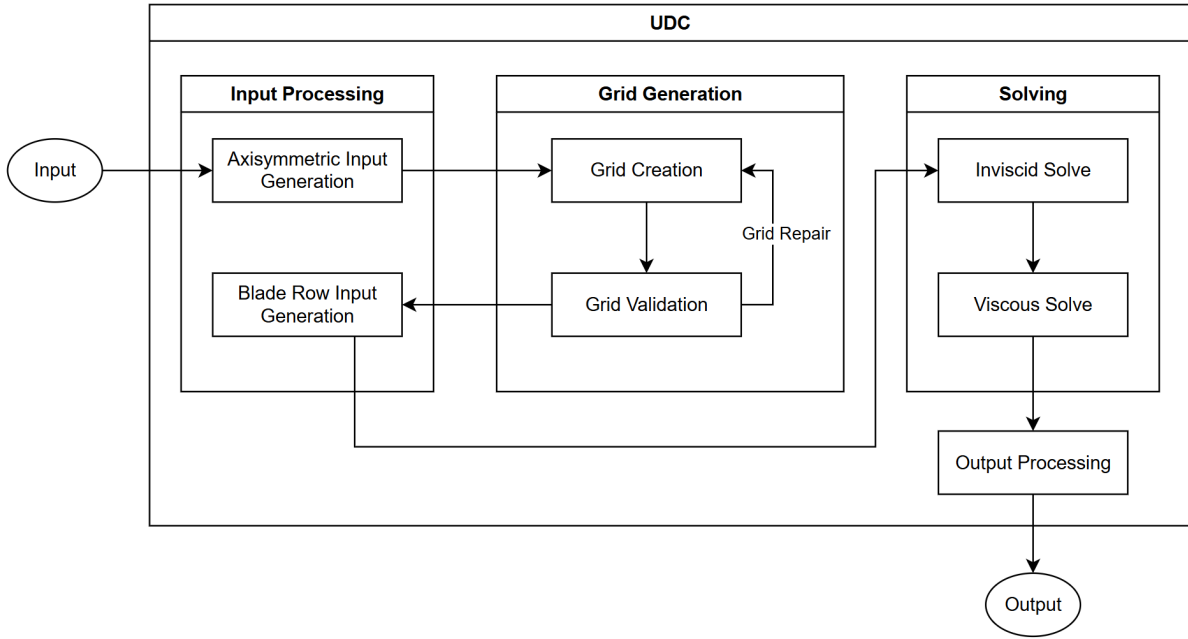 UDC
Input Processing
Grid Generation
Solving
Input
Axisymmetric Input
Generation
Grid Creation
Inviscid Solve
Grid Repair
Blade Row Input
Generation
Grid Validation
Viscous Solve
Output Processing
Output